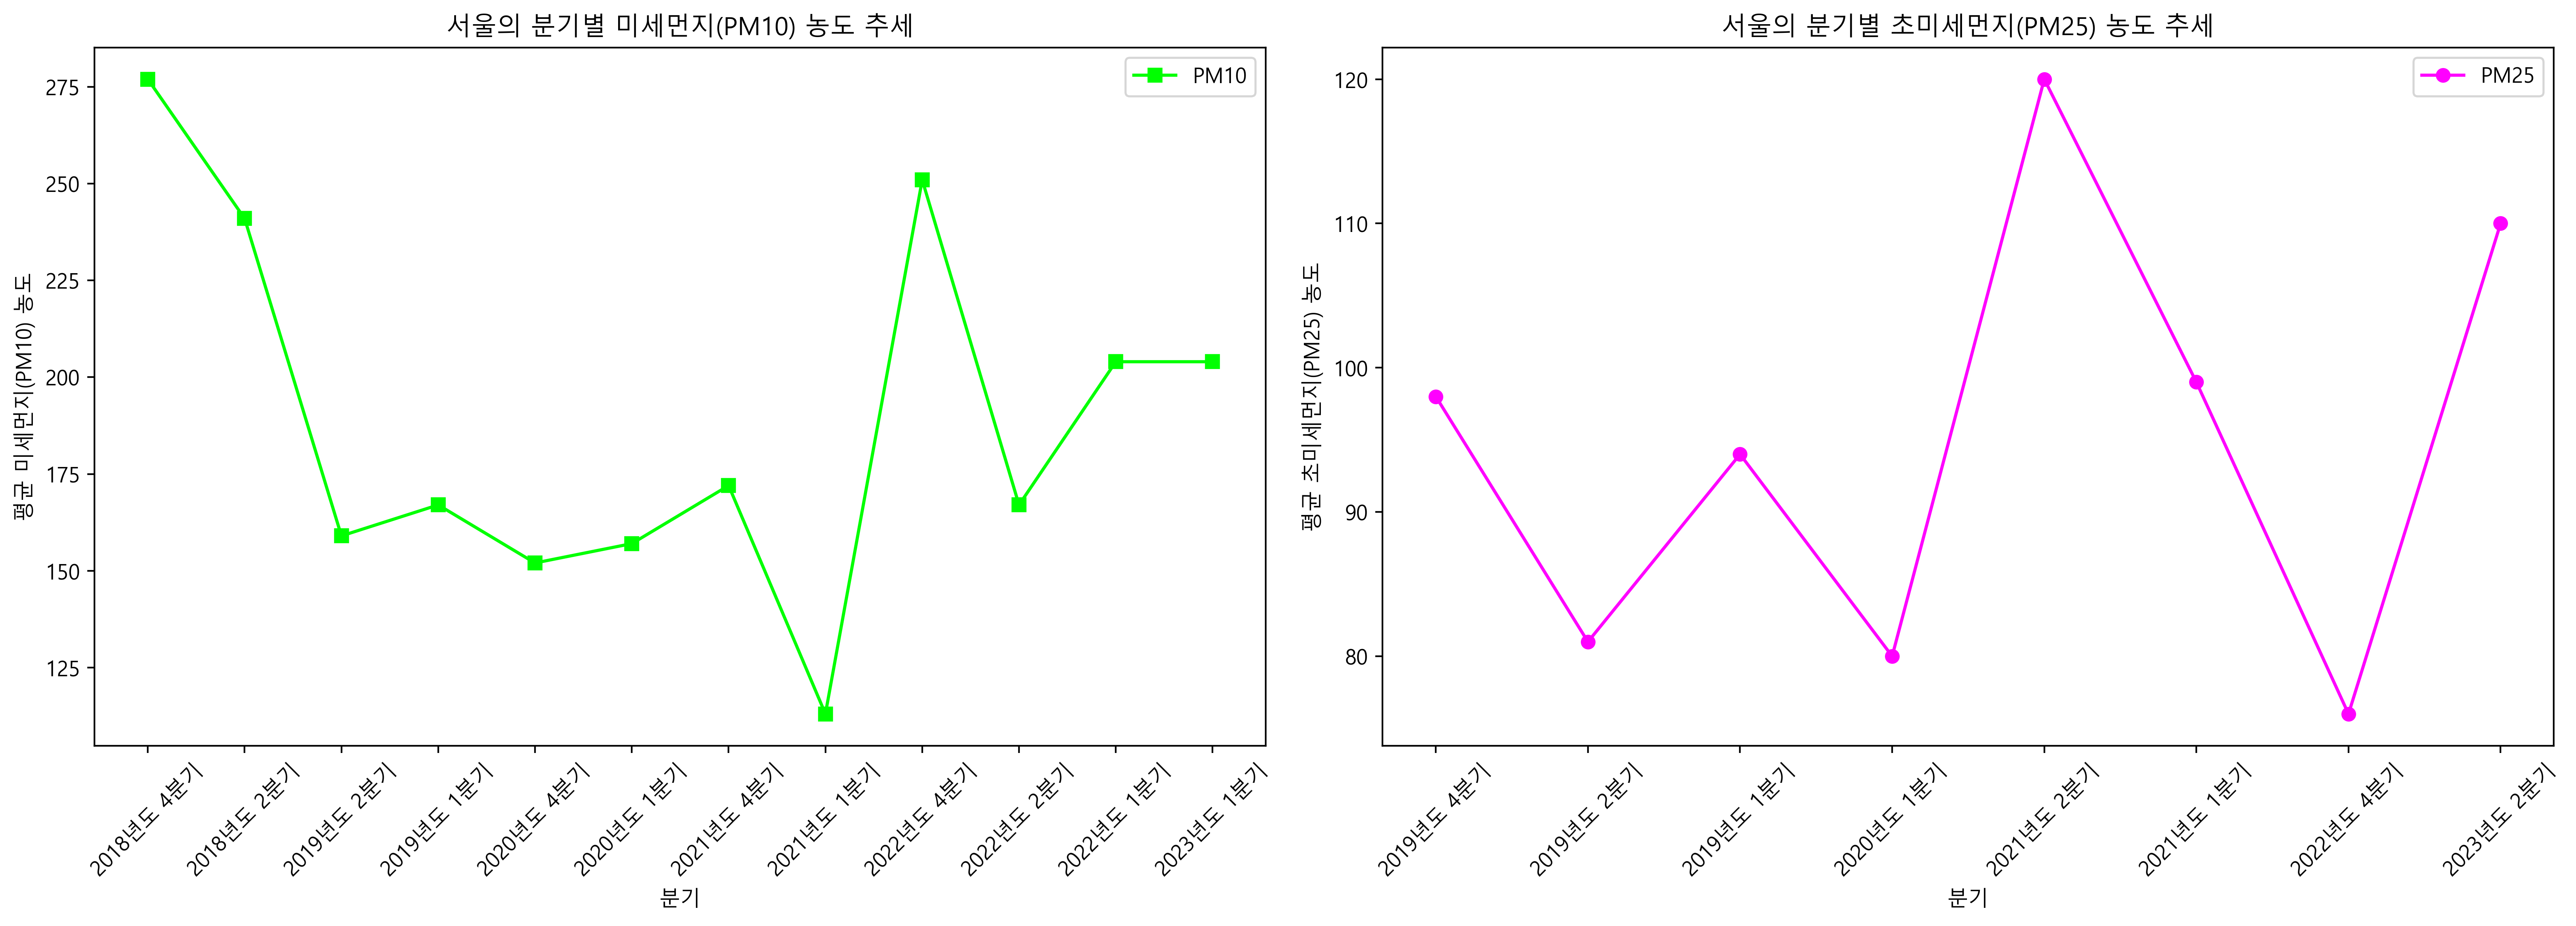 서울의 분기별 미세먼지(PM10) 농도 추세
PM10
평균 미세먼지(PM10) 농도
275
250
225
200
175
150
125
2018년도 4분기
2018년도 2분기
2019년도 2분기
2019년도 1분기
2020년도 4분기
2020년도 1분기
2021년도 4분기
2021년도 1분기
2022년도 4분기
2022년도 2분기
2022년도 1분기
2023년도 1분기
분기
서울의 분기별 초미세먼지(PM25) 농도 추세
PM25
평균 초미세먼지(PM25) 농도
120
110
100
90
80
2019년도 4분기
2019년도 2분기
2019년도 1분기
2020년도 1분기
2021년도 2분기
2021년도 1분기
2022년도 4분기
2023년도 2분기
분기